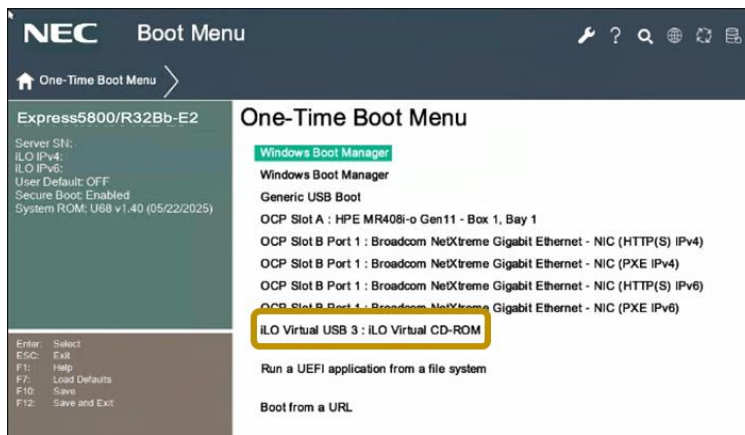 NEC Boot Menu
One-Time Boot Menu
Express5800/R32Bb-E2
Server SN:
iLO IPv4:
iLO IPv6:
User Default: OFF
Secure Boot: Enabled
System ROM: U68 v1.40 (05/22/2025)
Enter: Select
ESC: Exit
F1: Help
F7: Load Defaults
F10: Save
F12: Save and Exit
One-Time Boot Menu
Windows Boot Manager
Windows Boot Manager
Generic USB Boot
OCP Slot A : HPE MR408i-o Gen11 - Box 1, Bay 1
OCP Slot B Port 1 : Broadcom NetXtreme Gigabit Ethernet - NIC (HTTP(S) IPv4)
OCP Slot B Port 1 : Broadcom NetXtreme Gigabit Ethernet - NIC (PXE IPv4)
OCP Slot B Port 1 : Broadcom NetXtreme Gigabit Ethernet - NIC (HTTP(S) IPv6)
OCP Slot B Port 1 : Broadcom NetXtreme Gigabit Ethernet - NIC (PXE IPv6)
iLO Virtual USB 3 : iLO Virtual CD-ROM
Run a UEFI application from a file system
Boot from a URL